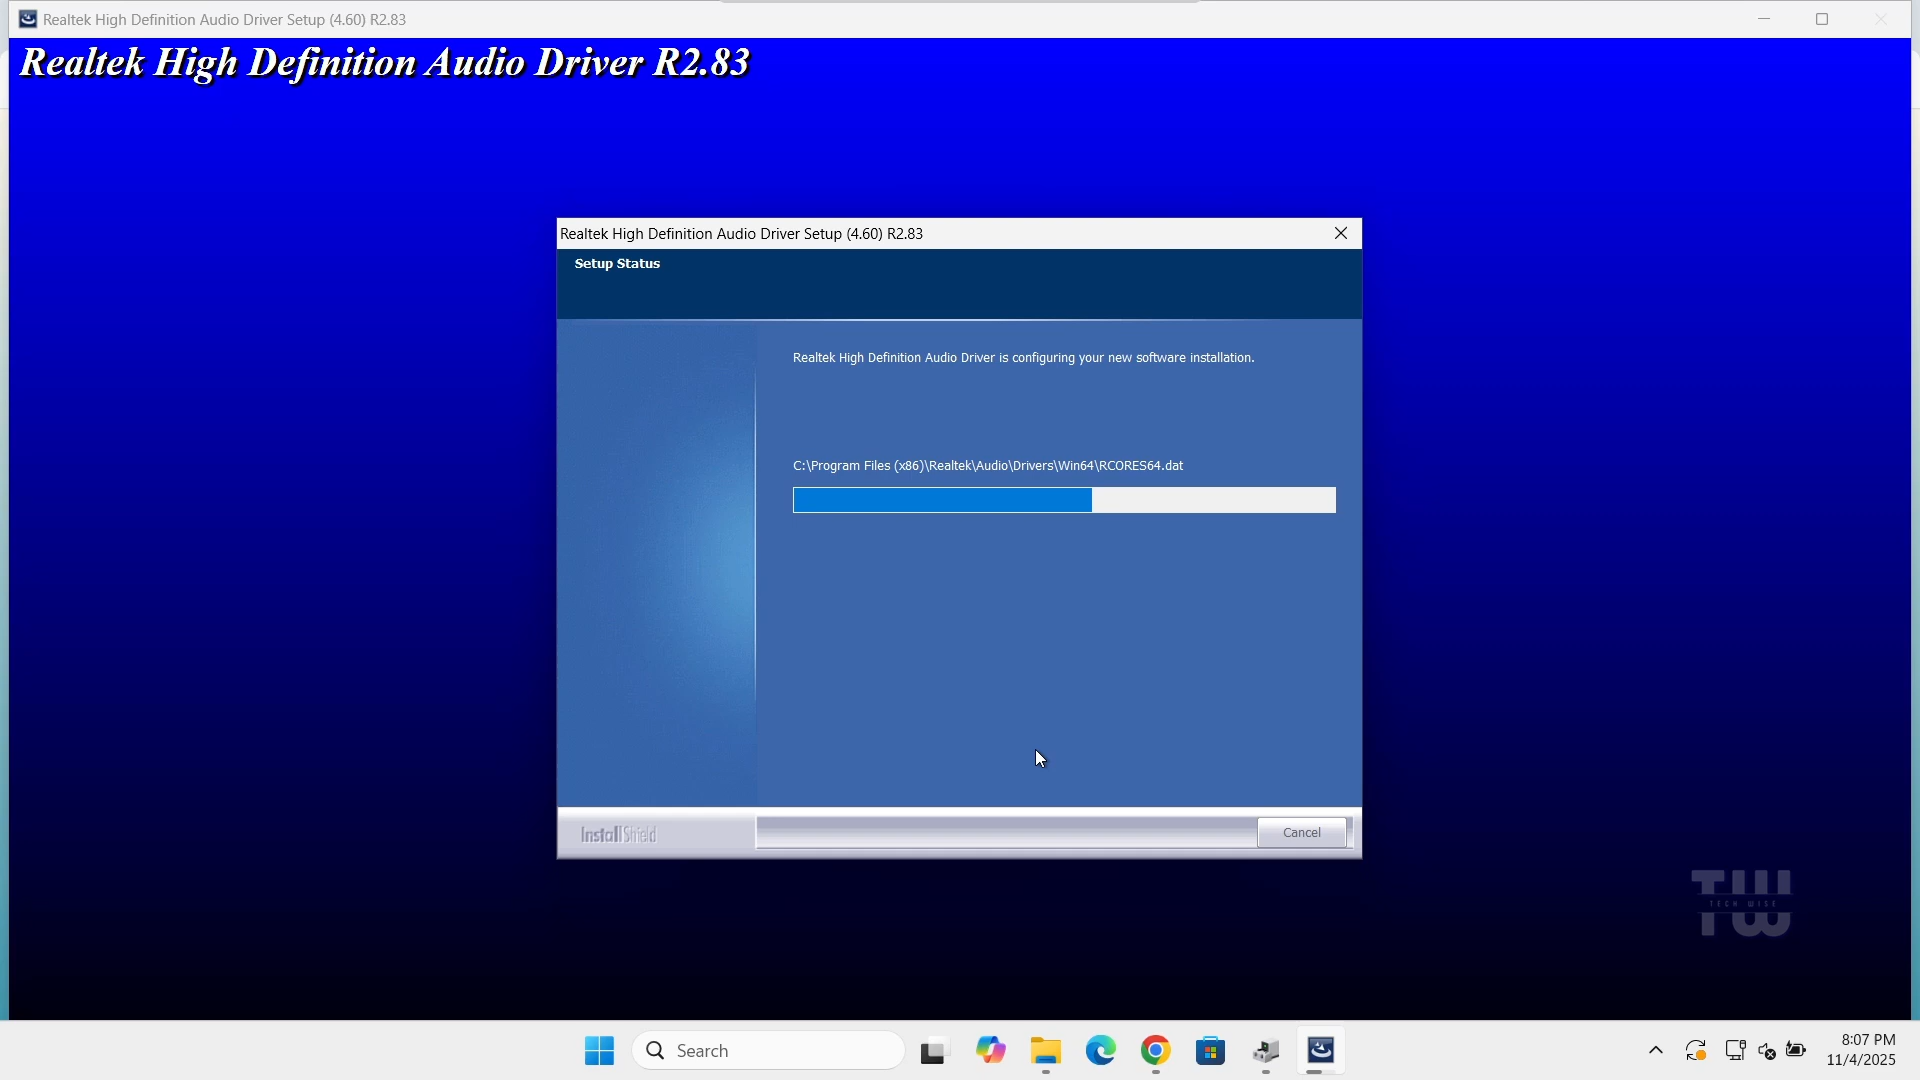 Realtek High Definition Audio Driver Setup (4.60) R2.83
Realtek High Definition Audio Driver R2.83
Realtek High Definition Audio Driver Setup (4.60) R2.83
Setup Status
Realtek High Definition Audio Driver is configuring your new software installation.
C:\Program Files (x86)\Realtek\Audio\Drivers\Win64\RCORES64.dat
InstallShield
Cancel
TW
TECH WISE
Search
8:07 PM
11/4/2025